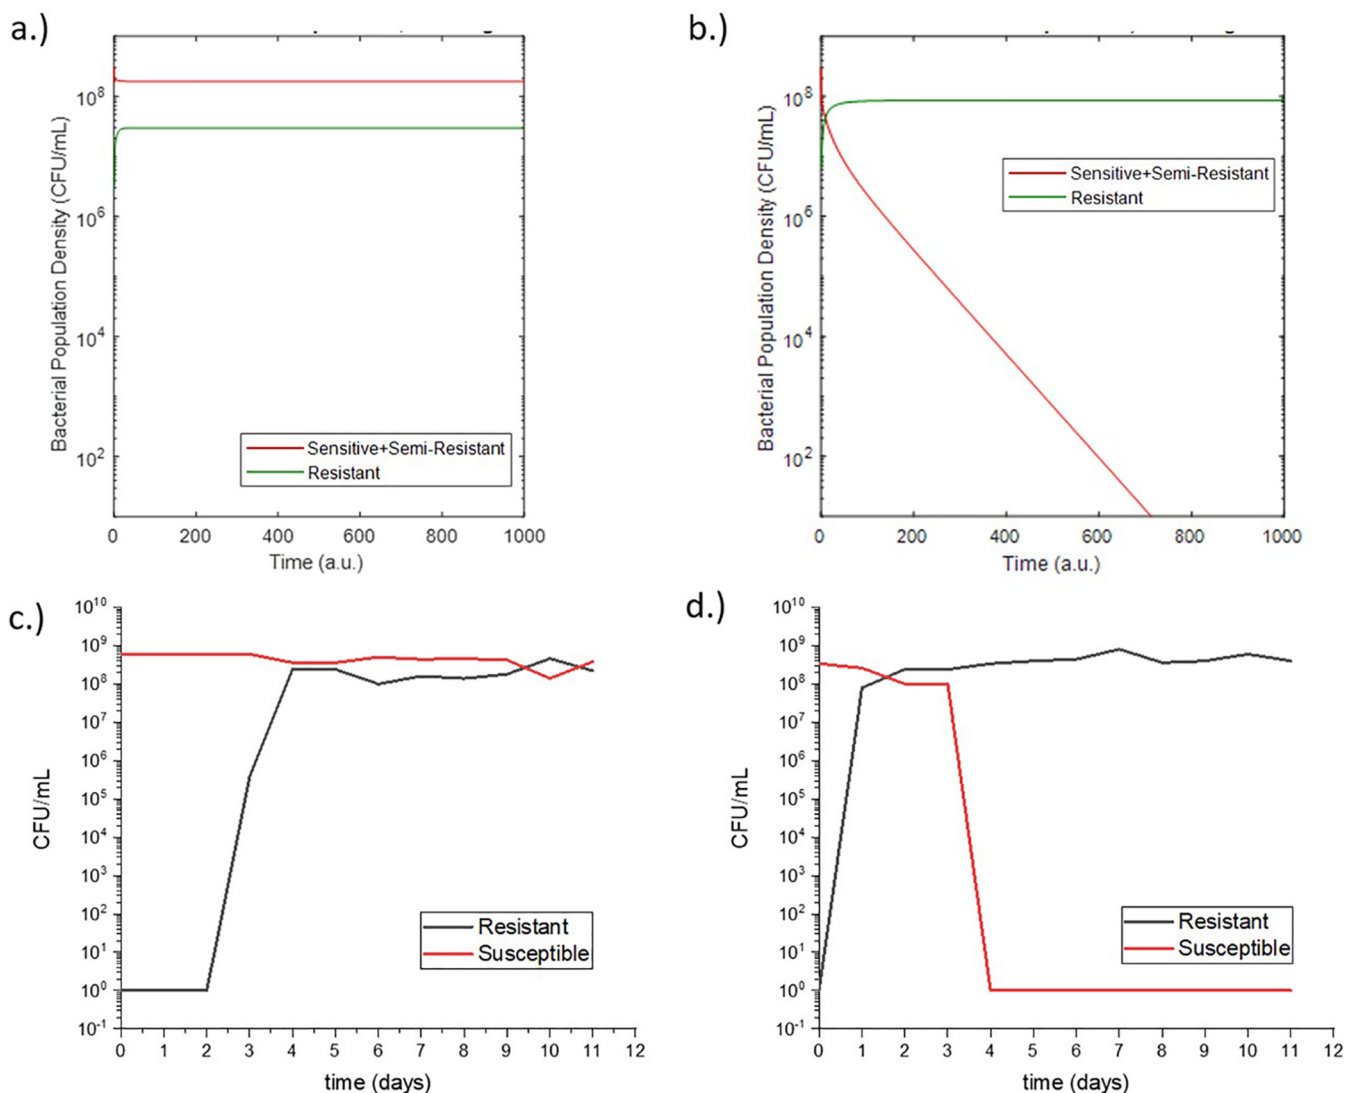 a.)
Bacterial Population Density (CFU/mL)
10^8
10^6
10^4
10^2
Sensitive+Semi-Resistant
Resistant
0 200 400 600 800 1000
Time (a.u.)
b.)
Bacterial Population Density (CFU/mL)
10^8
10^6
10^4
10^2
Sensitive+Semi-Resistant
Resistant
0 200 400 600 800 1000
Time (a.u.)
c.)
CFU/mL
10^10
10^9
10^8
10^7
10^6
10^5
10^4
10^3
10^2
10^1
10^0
10^-1
Resistant
Susceptible
0 1 2 3 4 5 6 7 8 9 10 11 12
time (days)
d.)
CFU/mL
10^10
10^9
10^8
10^7
10^6
10^5
10^4
10^3
10^2
10^1
10^0
10^-1
Resistant
Susceptible
0 1 2 3 4 5 6 7 8 9 10 11 12
time (days)